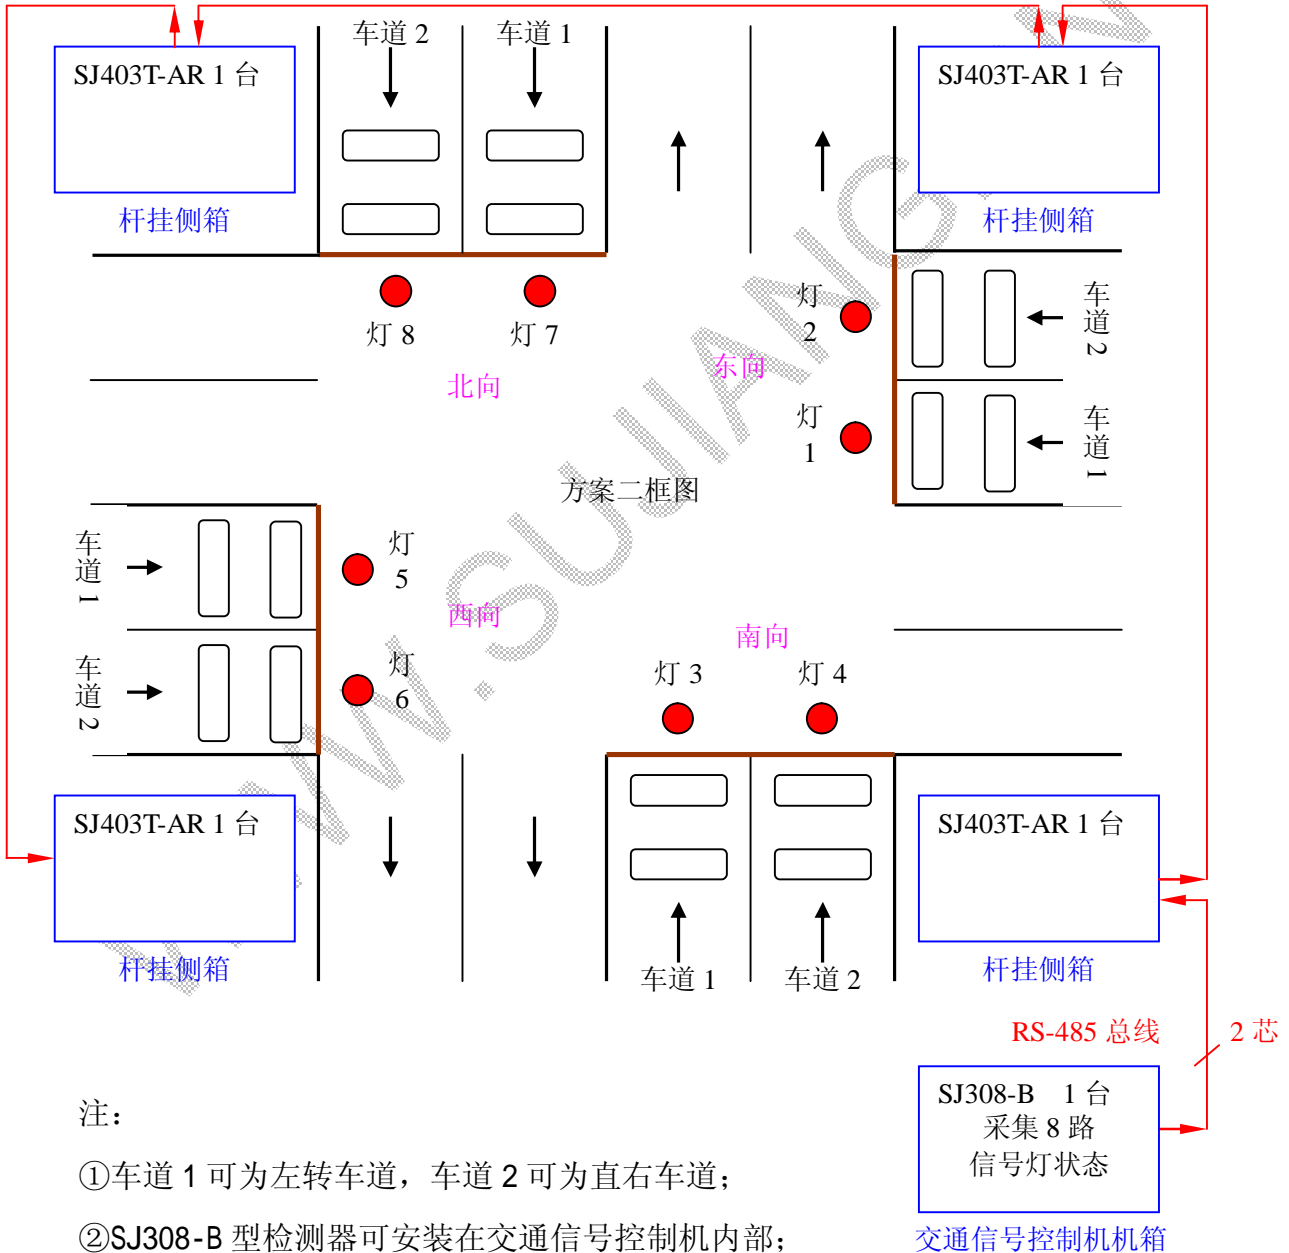 车道 2
车道 1
SJ403T-AR 1 台
SJ403T-AR 1 台
杆挂侧箱
杆挂侧箱
灯 8
灯 7
灯 2
车道 2
北向
东向
灯 1
车道 1
方案二框图
车道 1
灯 5
西向
南向
车道 2
灯 6
灯 3
灯 4
SJ403T-AR 1 台
SJ403T-AR 1 台
杆挂侧箱
车道 1
车道 2
杆挂侧箱
RS-485 总线
2 芯
SJ308-B 1 台
采集 8 路
信号灯状态
交通信号控制机机箱
注：
①车道 1 可为左转车道，车道 2 可为直右车道；
②SJ308-B 型检测器可安装在交通信号控制机内部；
WWW.SUJIANG